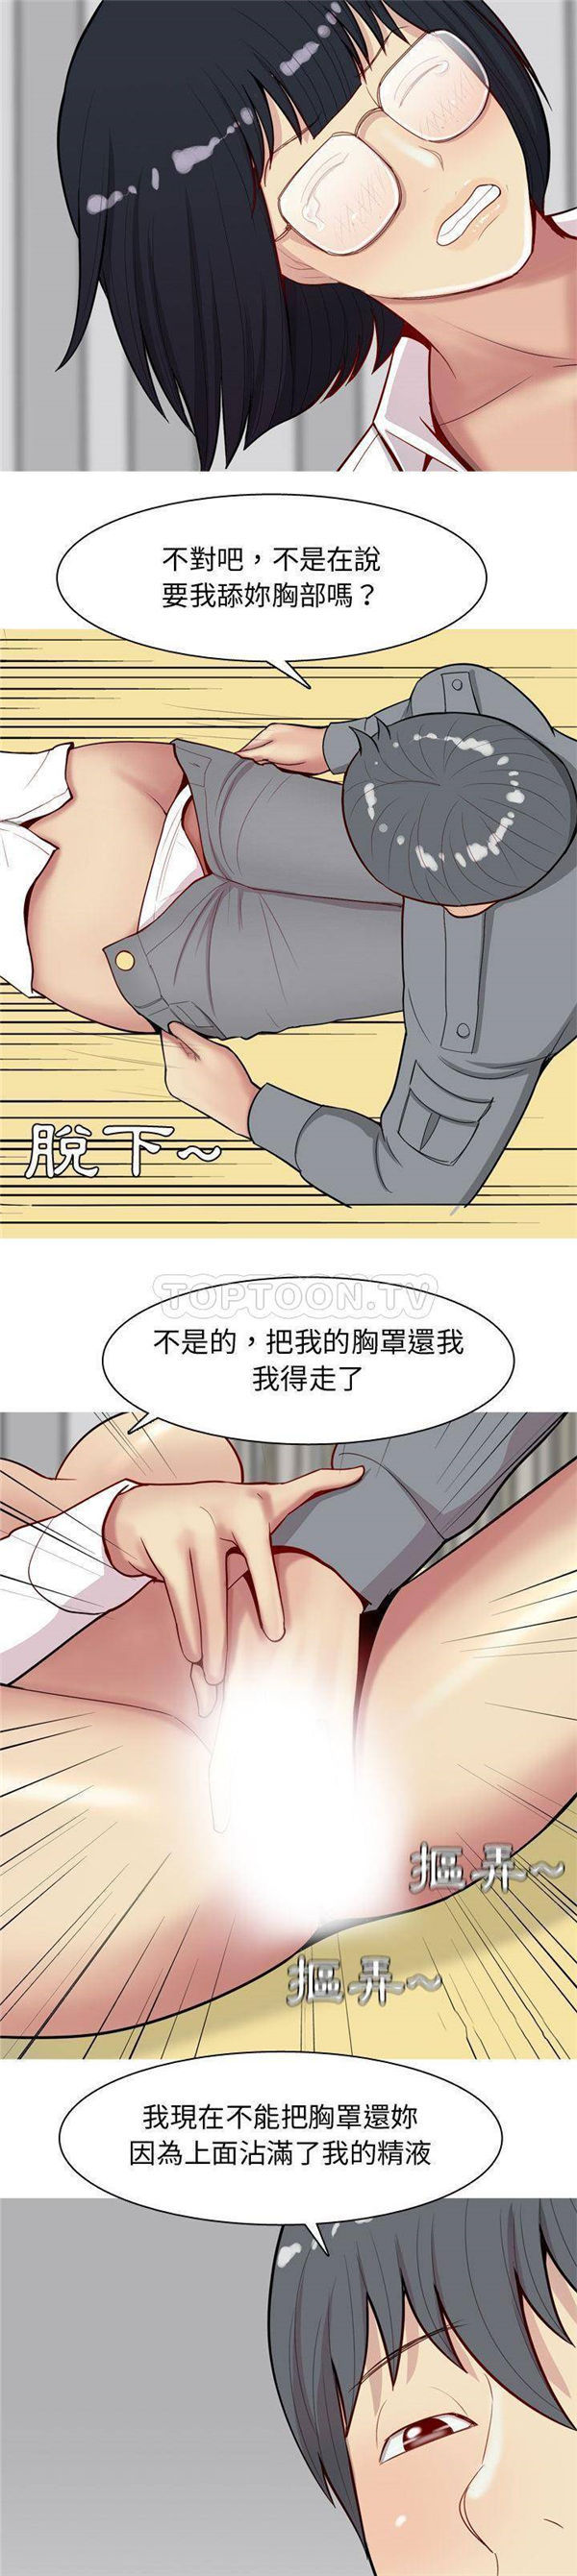 不對吧，不是在說
要我舔妳胸部嗎？
脫下~
TOPTOON.TV
不是的，把我的胸罩還我
我得走了
摳弄~
摳弄~
我現在不能把胸罩還妳
因為上面沾滿了我的精液